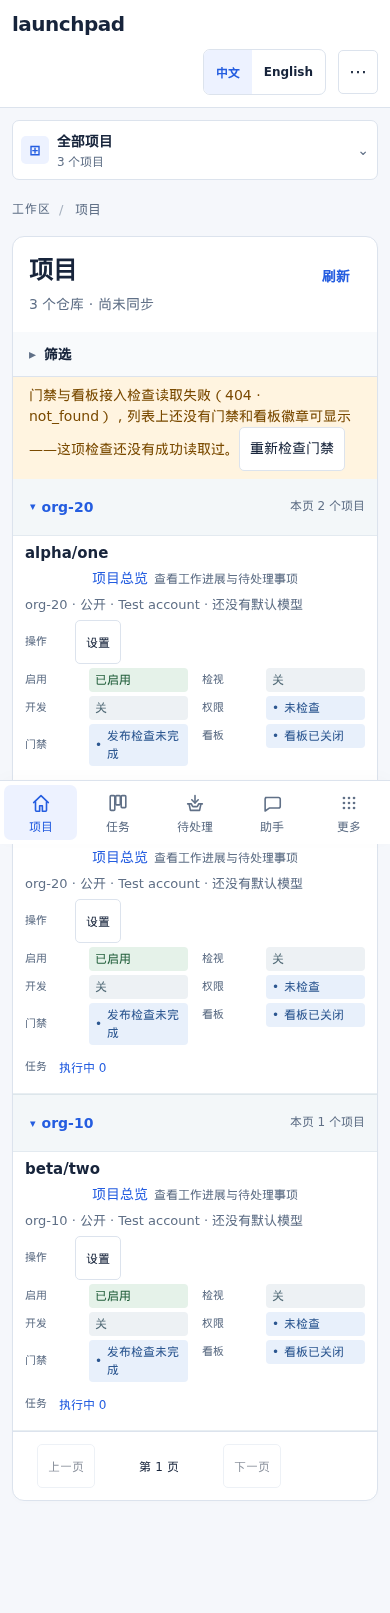 launchpad
中文 English ⋯
全部项目
3 个项目
工作区 / 项目
项目
刷新
3 个仓库 · 尚未同步
▸ 筛选
门禁与看板接入检查读取失败（404 ·
not_found），列表上还没有门禁和看板徽章可显示
——这项检查还没有成功读取过。 重新检查门禁
▾ org-20 本页 2 个项目
alpha/one
项目总览 查看工作进展与待处理事项
org-20 · 公开 · Test account · 还没有默认模型
操作 设置
启用 已启用 检视 关
开发 关 权限 • 未检查
门禁 • 发布检查未完成 看板 • 看板已关闭
项目 任务 待处理 助手 更多
项目总览 查看工作进展与待处理事项
org-20 · 公开 · Test account · 还没有默认模型
操作 设置
启用 已启用 检视 关
开发 关 权限 • 未检查
门禁 • 发布检查未完成 看板 • 看板已关闭
任务 执行中 0
▾ org-10 本页 1 个项目
beta/two
项目总览 查看工作进展与待处理事项
org-10 · 公开 · Test account · 还没有默认模型
操作 设置
启用 已启用 检视 关
开发 关 权限 • 未检查
门禁 • 发布检查未完成 看板 • 看板已关闭
任务 执行中 0
上一页 第 1 页 下一页